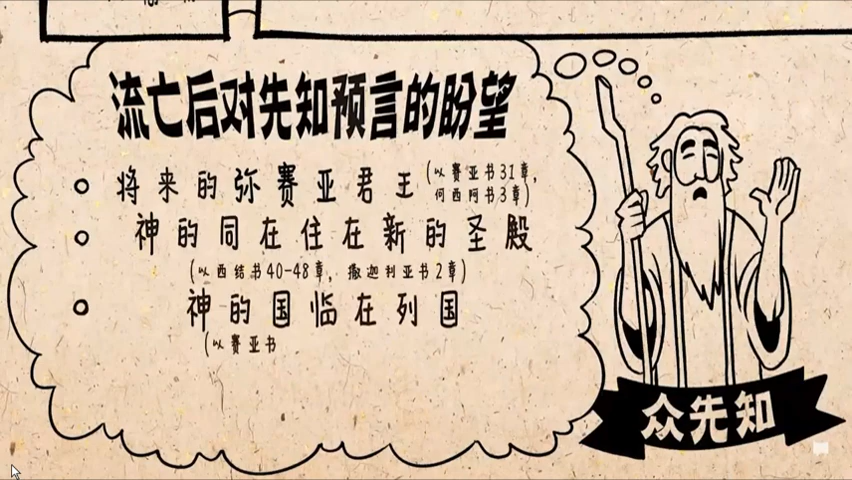 流亡后对先知预言的盼望
将来的弥赛亚君王(以赛亚书31章,
何西阿书3章)
神的同在住在新的圣殿
(以西结书40-48章, 撒迦利亚书2章)
神的国临在列国
(以赛亚书
众先知